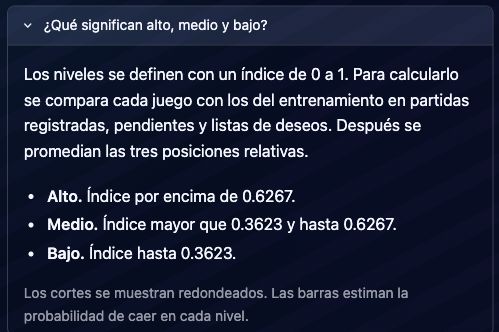 ¿Qué significan alto, medio y bajo?
Los niveles se definen con un índice de 0 a 1. Para calcularlo
se compara cada juego con los del entrenamiento en partidas
registradas, pendientes y listas de deseos. Después se
promedian las tres posiciones relativas.
• Alto. Índice por encima de 0.6267.
• Medio. Índice mayor que 0.3623 y hasta 0.6267.
• Bajo. Índice hasta 0.3623.
Los cortes se muestran redondeados. Las barras estiman la
probabilidad de caer en cada nivel.